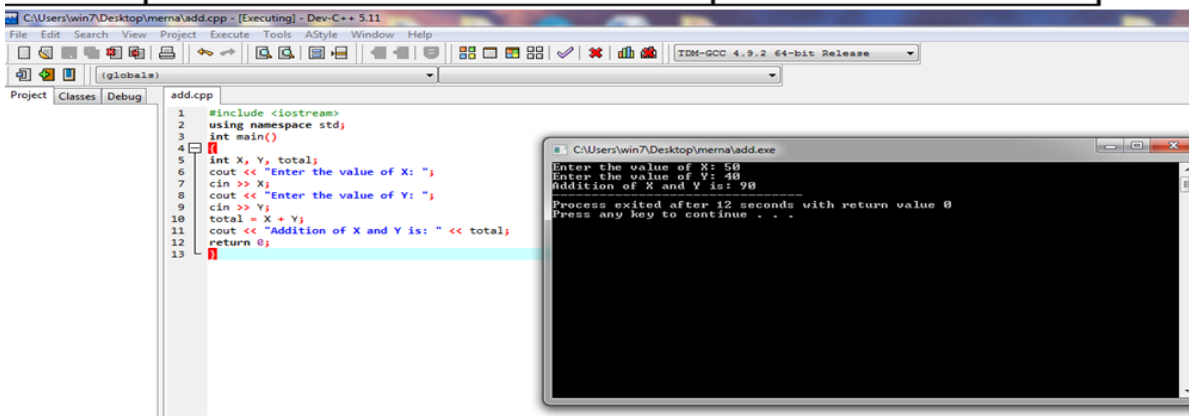 C:\Users\win7\Desktop\merna\add.cpp - [Executing] - Dev-C++ 5.11
File Edit Search View Project Execute Tools AStyle Window Help
TDM-GCC 4.9.2 64-bit Release
(globals)
Project Classes Debug
add.cpp
1 #include <iostream>
2 using namespace std;
3 int main()
4 {
5 int X, Y, total;
6 cout << "Enter the value of X: ";
7 cin >> X;
8 cout << "Enter the value of Y: ";
9 cin >> Y;
10 total = X + Y;
11 cout << "Addition of X and Y is: " << total;
12 return 0;
13 }
C:\Users\win7\Desktop\merna\add.exe
Enter the value of X: 50
Enter the value of Y: 40
Addition of X and Y is: 90
--------------------------------
Process exited after 12 seconds with return value 0
Press any key to continue . . .